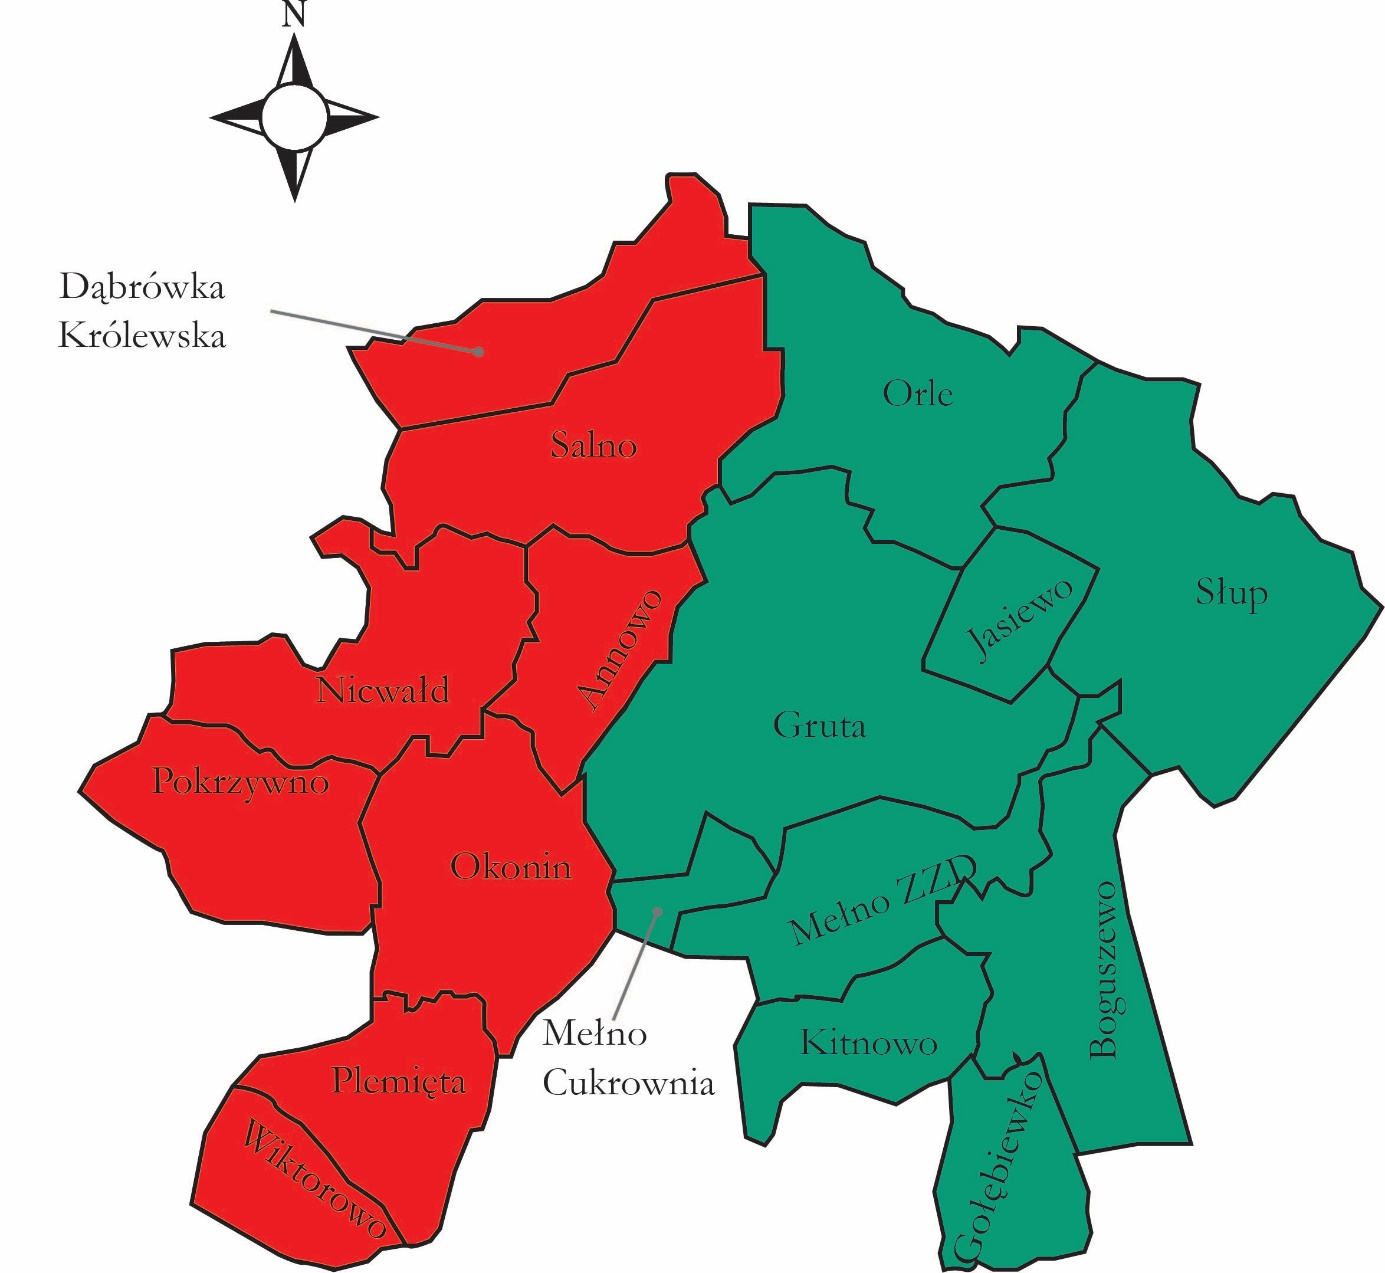 N
Dąbrówka
Królewska
Orle
Salno
Słup
Jasiewo
Annowo
Nicwałd
Gruta
Pokrzywno
Okonin
Mełno ZZD
Boguszewo
Mełno
Cukrownia
Kitnowo
Plemięta
Gołębiewko
Wiktorowo